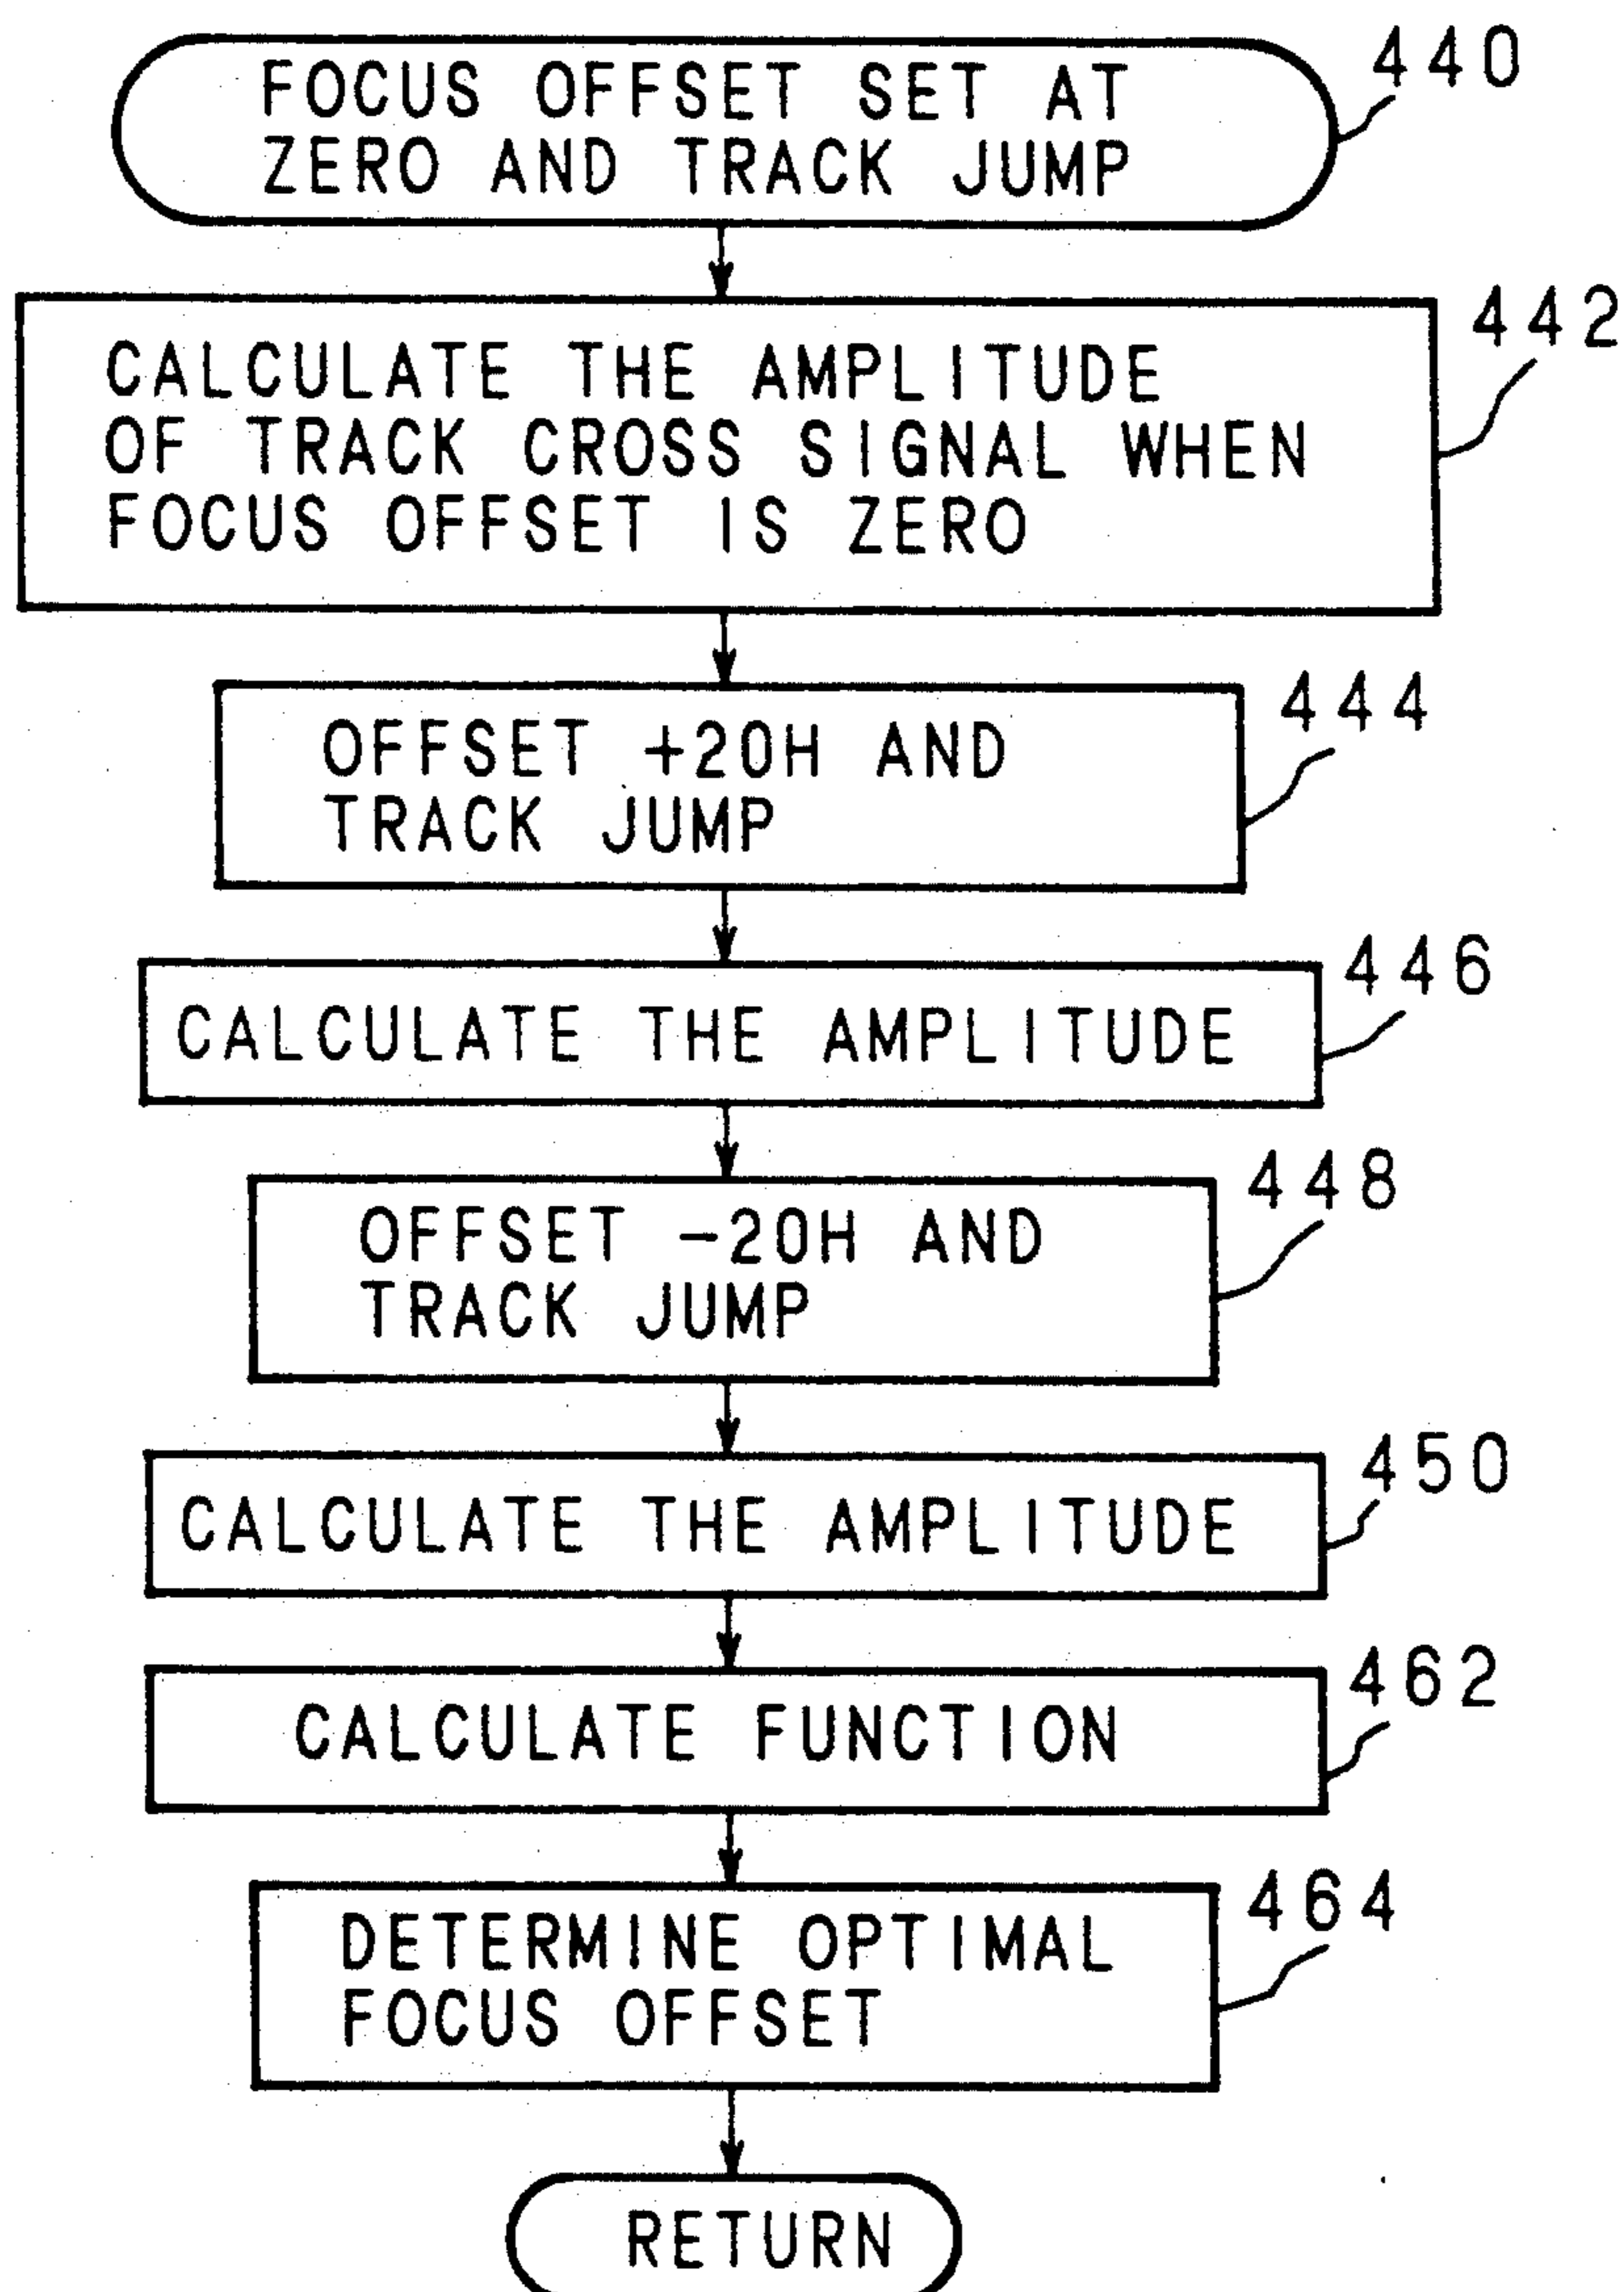 FOCUS OFFSET SET AT
ZERO AND TRACK JUMP
440
CALCULATE THE AMPLITUDE
OF TRACK CROSS SIGNAL WHEN
FOCUS OFFSET IS ZERO
442
OFFSET +20H AND
TRACK JUMP
444
CALCULATE THE AMPLITUDE
446
OFFSET -20H AND
TRACK JUMP
448
CALCULATE THE AMPLITUDE
450
CALCULATE FUNCTION
462
DETERMINE OPTIMAL
FOCUS OFFSET
464
RETURN